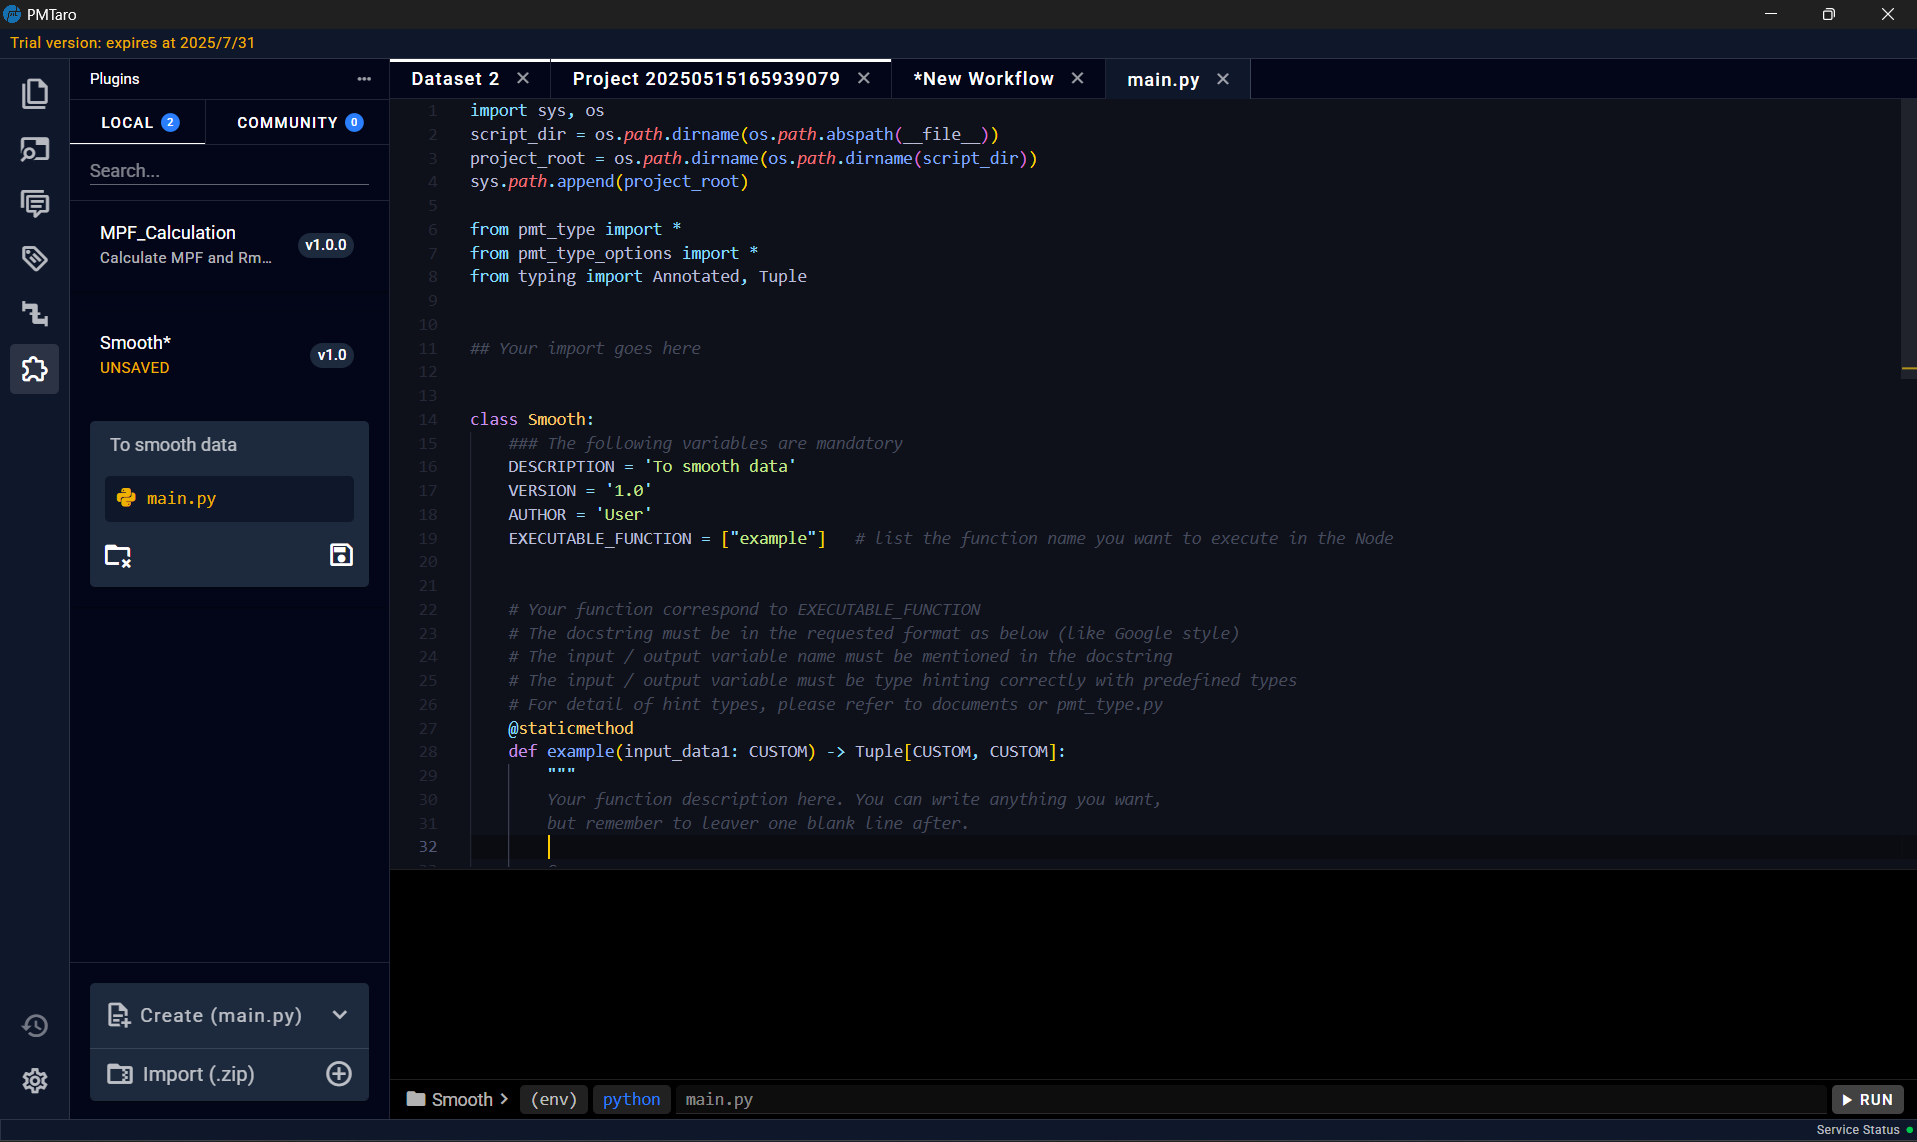 PMTaro
Trial version: expires at 2025/7/31
Plugins
LOCAL 2
COMMUNITY 0
Search...
MPF_Calculation
Calculate MPF and Rm...
v1.0.0
Smooth*
UNSAVED
v1.0
To smooth data
main.py
Create (main.py)
Import (.zip)
Dataset 2
Project 20250515165939079
*New Workflow
main.py
1 import sys, os
2 script_dir = os.path.dirname(os.path.abspath(__file__))
3 project_root = os.path.dirname(os.path.dirname(script_dir))
4 sys.path.append(project_root)
5
6 from pmt_type import *
7 from pmt_type_options import *
8 from typing import Annotated, Tuple
9
10
11 ## Your import goes here
12
13
14 class Smooth:
15 ### The following variables are mandatory
16 DESCRIPTION = 'To smooth data'
17 VERSION = '1.0'
18 AUTHOR = 'User'
19 EXECUTABLE_FUNCTION = ["example"] # list the function name you want to execute in the Node
20
21
22 # Your function correspond to EXECUTABLE_FUNCTION
23 # The docstring must be in the requested format as below (like Google style)
24 # The input / output variable name must be mentioned in the docstring
25 # The input / output variable must be type hinting correctly with predefined types
26 # For detail of hint types, please refer to documents or pmt_type.py
27 @staticmethod
28 def example(input_data1: CUSTOM) -> Tuple[CUSTOM, CUSTOM]:
29 """
30 Your function description here. You can write anything you want,
31 but remember to leaver one blank line after.
32
Smooth > (env) python main.py
RUN
Service Status